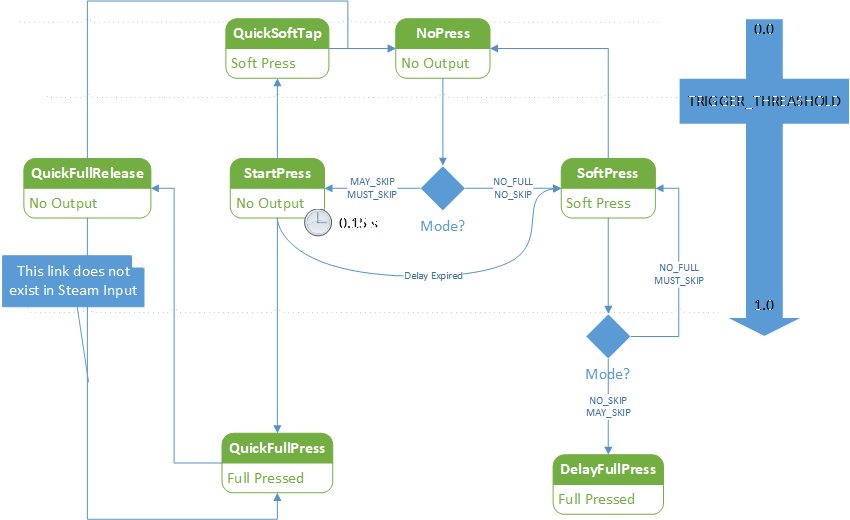 QuickSoftTap
Soft Press
NoPress
No Output
0.0
TRIGGER_THREASHOLD
QuickFullRelease
No Output
StartPress
No Output
0.15 s
MAY_SKIP
MUST_SKIP
Mode?
NO_FULL
NO_SKIP
SoftPress
Soft Press
This link does not
exist in Steam Input
Delay Expired
NO_FULL
MUST_SKIP
1.0
Mode?
NO_SKIP
MAY_SKIP
QuickFullPress
Full Pressed
DelayFullPress
Full Pressed